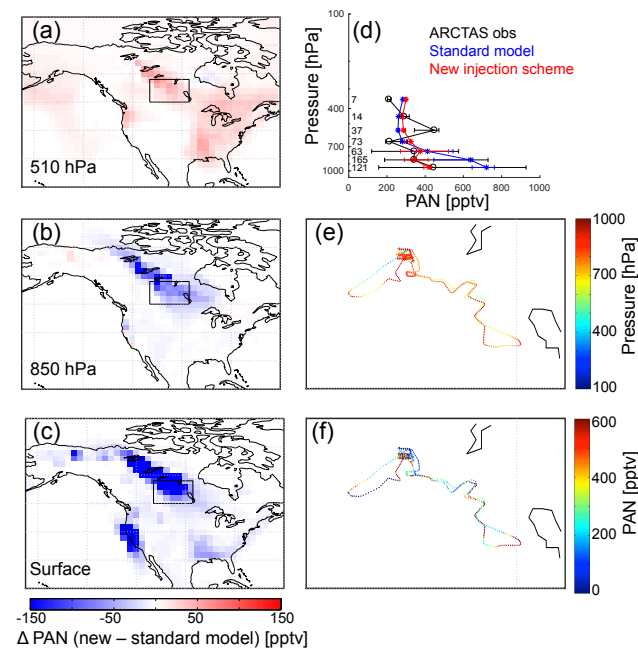 (a)
510 hPa
(b)
850 hPa
(c)
Surface
-150 -50 50 150
Δ PAN (new – standard model) [pptv]
(d)
ARCTAS obs
Standard model
New injection scheme
Pressure [hPa]
100
400
700
1000
7
14
37
73
63
165
121
0 200 400 600 800 1000
PAN [pptv]
(e)
1000
700
400
100
Pressure [hPa]
(f)
600
400
200
0
PAN [pptv]